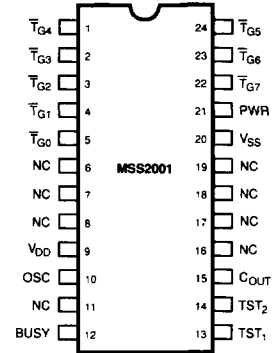 T̅G4 1 24 T̅G5
T̅G3 2 23 T̅G6
T̅G2 3 22 T̅G7
T̅G1 4 21 PWR
T̅G0 5 20 VSS
NC 6 MSS2001 19 NC
NC 7 18 NC
NC 8 17 NC
VDD 9 16 NC
OSC 10 15 COUT
NC 11 14 TST2
BUSY 12 13 TST1